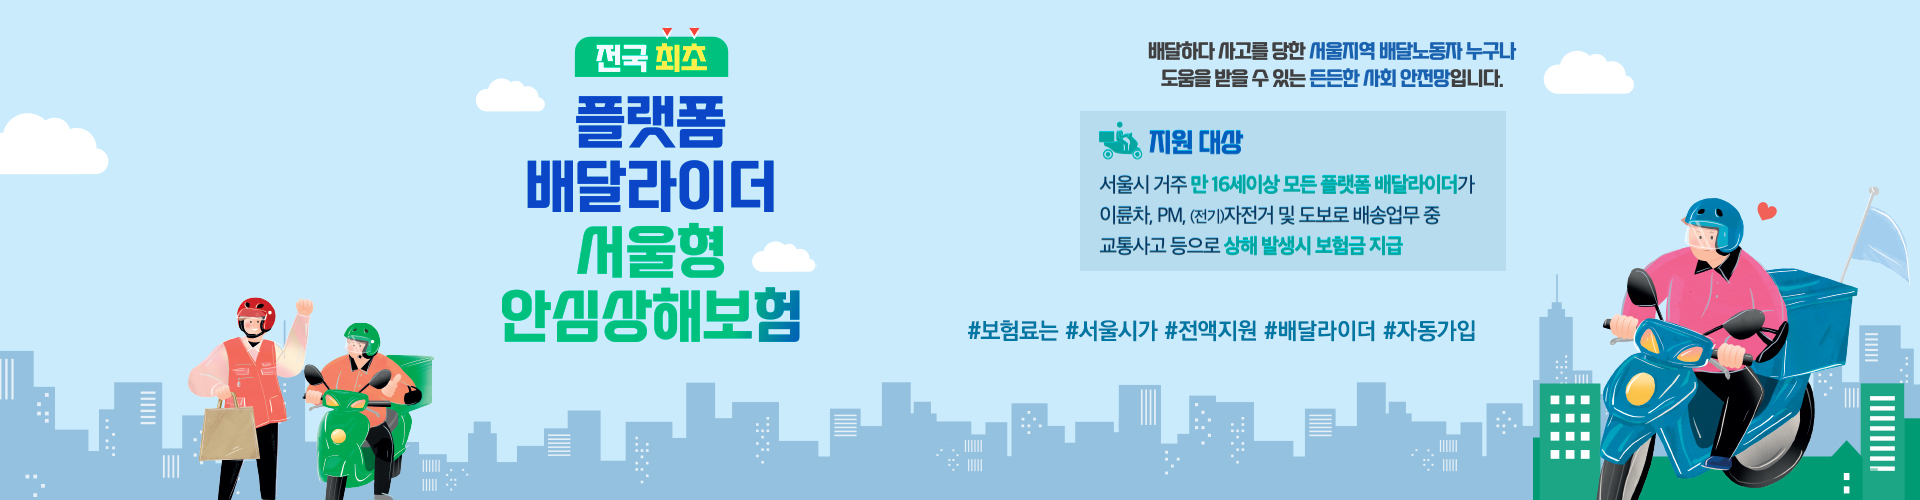 전국 최초
플랫폼
배달라이더
서울형
안심상해보험
배달하다 사고를 당한 서울지역 배달노동자 누구나
도움을 받을 수 있는 든든한 사회 안전망입니다.
지원 대상
서울시 거주 만 16세이상 모든 플랫폼 배달라이더가
이륜차, PM, (전기)자전거 및 도보로 배송업무 중
교통사고 등으로 상해 발생시 보험금 지급
#보험료는 #서울시가 #전액지원 #배달라이더 #자동가입